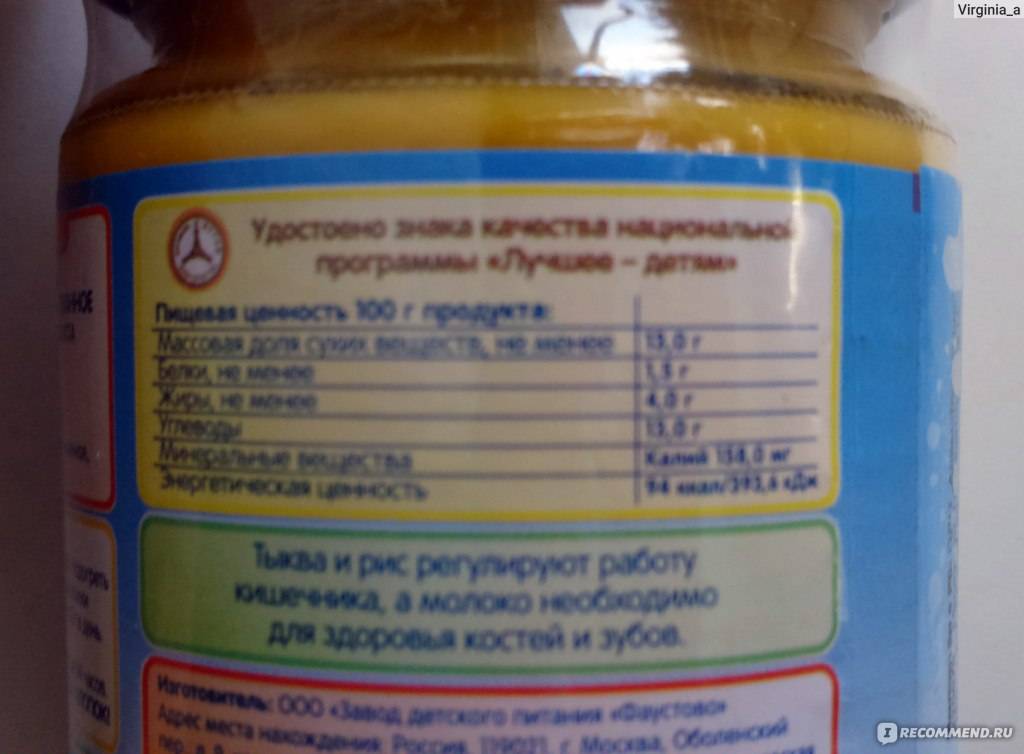 Virginia_a
Удостоено знака качества национальной
программы «Лучшее – детям»
Пищевая ценность 100 г продукта:
Массовая доля сухих веществ, не менее 13,0 г
Белки, не менее 1,5 г
Жиры, не менее 4,0 г
Углеводы 13,0 г
Минеральные вещества Калий 158,0 мг
Энергетическая ценность 94 ккал/393,6 кДж
Тыква и рис регулируют работу
кишечника, а молоко необходимо
для здоровья костей и зубов.
Изготовитель: ООО «Завод детского питания «Фаустово»
Адрес места нахождения: Россия, 119021, г. Москва, Оболенский
пер.
IRECOMMEND.RU